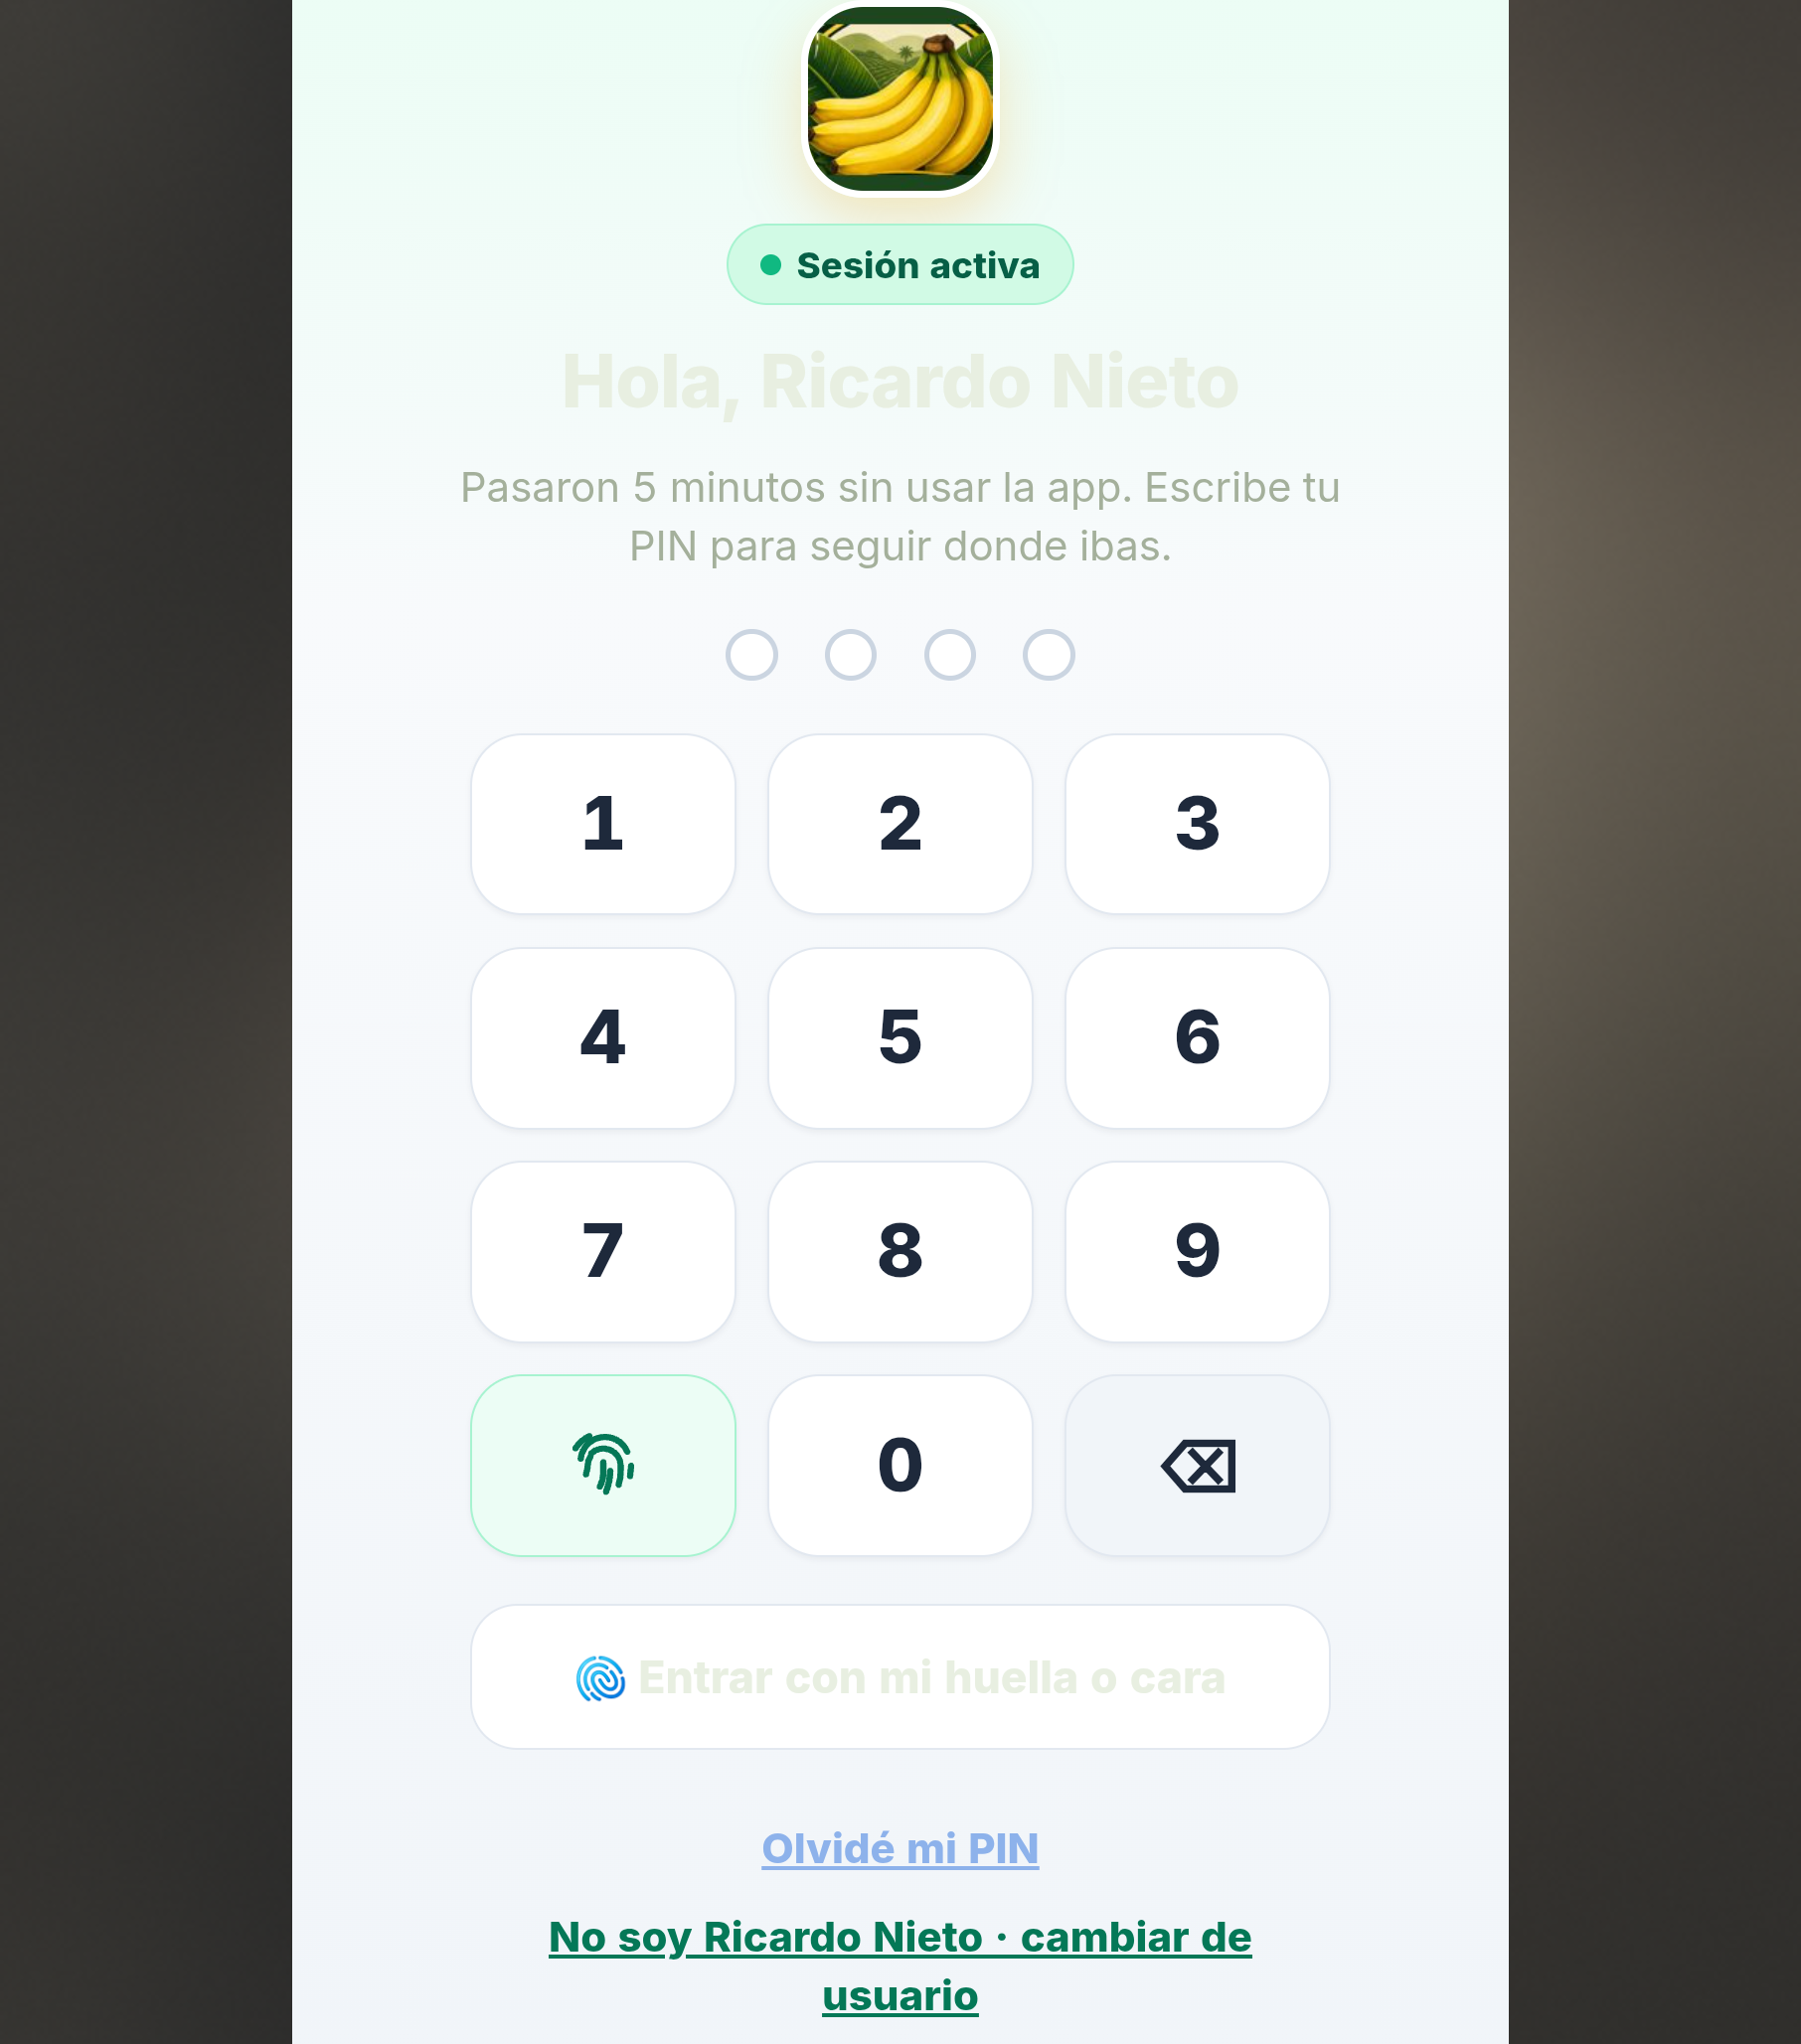 Sesión activa
Hola, Ricardo Nieto
Pasaron 5 minutos sin usar la app. Escribe tu
PIN para seguir donde ibas.
1 2 3
4 5 6
7 8 9
0
Entrar con mi huella o cara
Olvidé mi PIN
No soy Ricardo Nieto · cambiar de
usuario